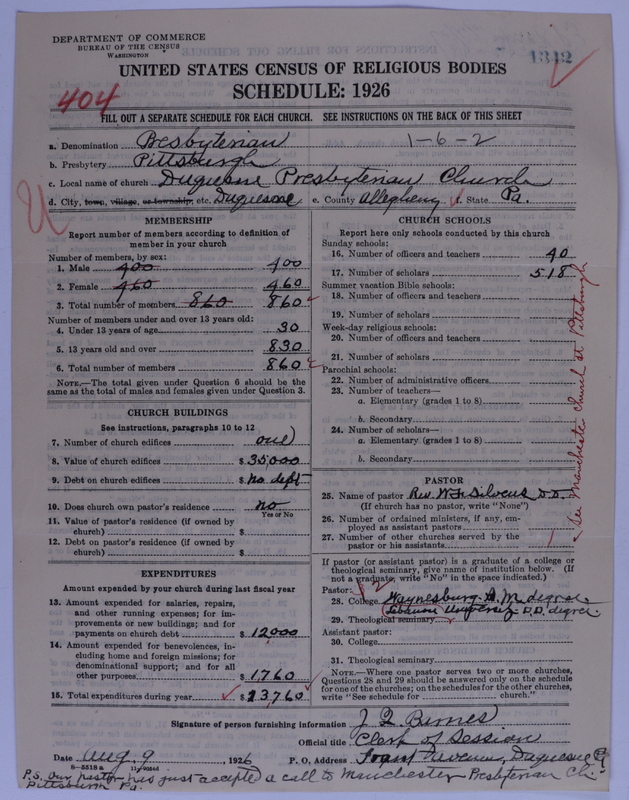 DEPARTMENT OF COMMERCE
BUREAU OF THE CENSUS
WASHINGTON
1342
UNITED STATES CENSUS OF RELIGIOUS BODIES
SCHEDULE: 1926
404
FILL OUT A SEPARATE SCHEDULE FOR EACH CHURCH. SEE INSTRUCTIONS ON THE BACK OF THIS SHEET
a. Denomination Presbyterian 1-6-2
b. Presbytery Pittsburgh
c. Local name of church Duquesne Presbyterian Church
d. City, town, village, or township, etc. Duquesne e. County Allegheny f. State Pa.
MEMBERSHIP
Report number of members according to definition of
member in your church
Number of members, by sex:
1. Male 400 400
2. Female 460 460
3. Total number of members 860 860
Number of members under and over 13 years old:
4. Under 13 years of age 30
5. 13 years old and over 830
6. Total number of members 860
NOTE.—The total given under Question 6 should be the
same as the total of males and females given under Question 3.
CHURCH BUILDINGS
See instructions, paragraphs 10 to 12
7. Number of church edifices one
8. Value of church edifices $ 35,000
9. Debt on church edifices $ No debt
10. Does church own pastor's residence No
Yes or No
11. Value of pastor's residence (if owned by
church) $
12. Debt on pastor's residence (if owned by
church) $
EXPENDITURES
Amount expended by your church during last fiscal year
13. Amount expended for salaries, repairs,
and other running expenses; for im-
provements or new buildings; and for
payments on church debt $ 12,000
14. Amount expended for benevolences, in-
cluding home and foreign missions; for
denominational support; and for all
other purposes $ 1760
15. Total expenditures during year $ 13,760
CHURCH SCHOOLS
Report here only schools conducted by this church
Sunday schools:
16. Number of officers and teachers 40
17. Number of scholars 518
Summer vacation Bible schools:
18. Number of officers and teachers
19. Number of scholars
Week-day religious schools:
20. Number of officers and teachers
21. Number of scholars
Parochial schools:
22. Number of administrative officers
23. Number of teachers—
a. Elementary (grades 1 to 8)
b. Secondary
24. Number of scholars—
a. Elementary (grades 1 to 8)
b. Secondary
See Manchester Church at Pittsburgh
PASTOR
25. Name of pastor Rev. W. F. Silveus D.D.
(If church has no pastor, write "None")
26. Number of ordained ministers, if any, em-
ployed as assistant pastors
27. Number of other churches served by the
pastor or his assistants 1
If pastor (or assistant pastor) is a graduate of a college or
theological seminary, give name of institution below. (If
not a graduate, write "No" in the space indicated.)
Pastor: 2
28. College Waynesburg A.M. degree
Lebanon University D.D. degree.
29. Theological seminary
Assistant pastor:
30. College
31. Theological seminary
NOTE.—Where one pastor serves two or more churches,
Questions 28 and 29 should be answered only on the schedule
for one of the churches; on the schedules for the other churches,
write "See schedule for church."
Signature of person furnishing information
Official title Clerk of Session
Date Aug. 9, 1926 P. O. Address Grant Avenue, Duquesne Pa.
8—5518a
P.S. Our pastor has just accepted a call to Manchester Presbyterian Ch.
Pittsburgh Pa.